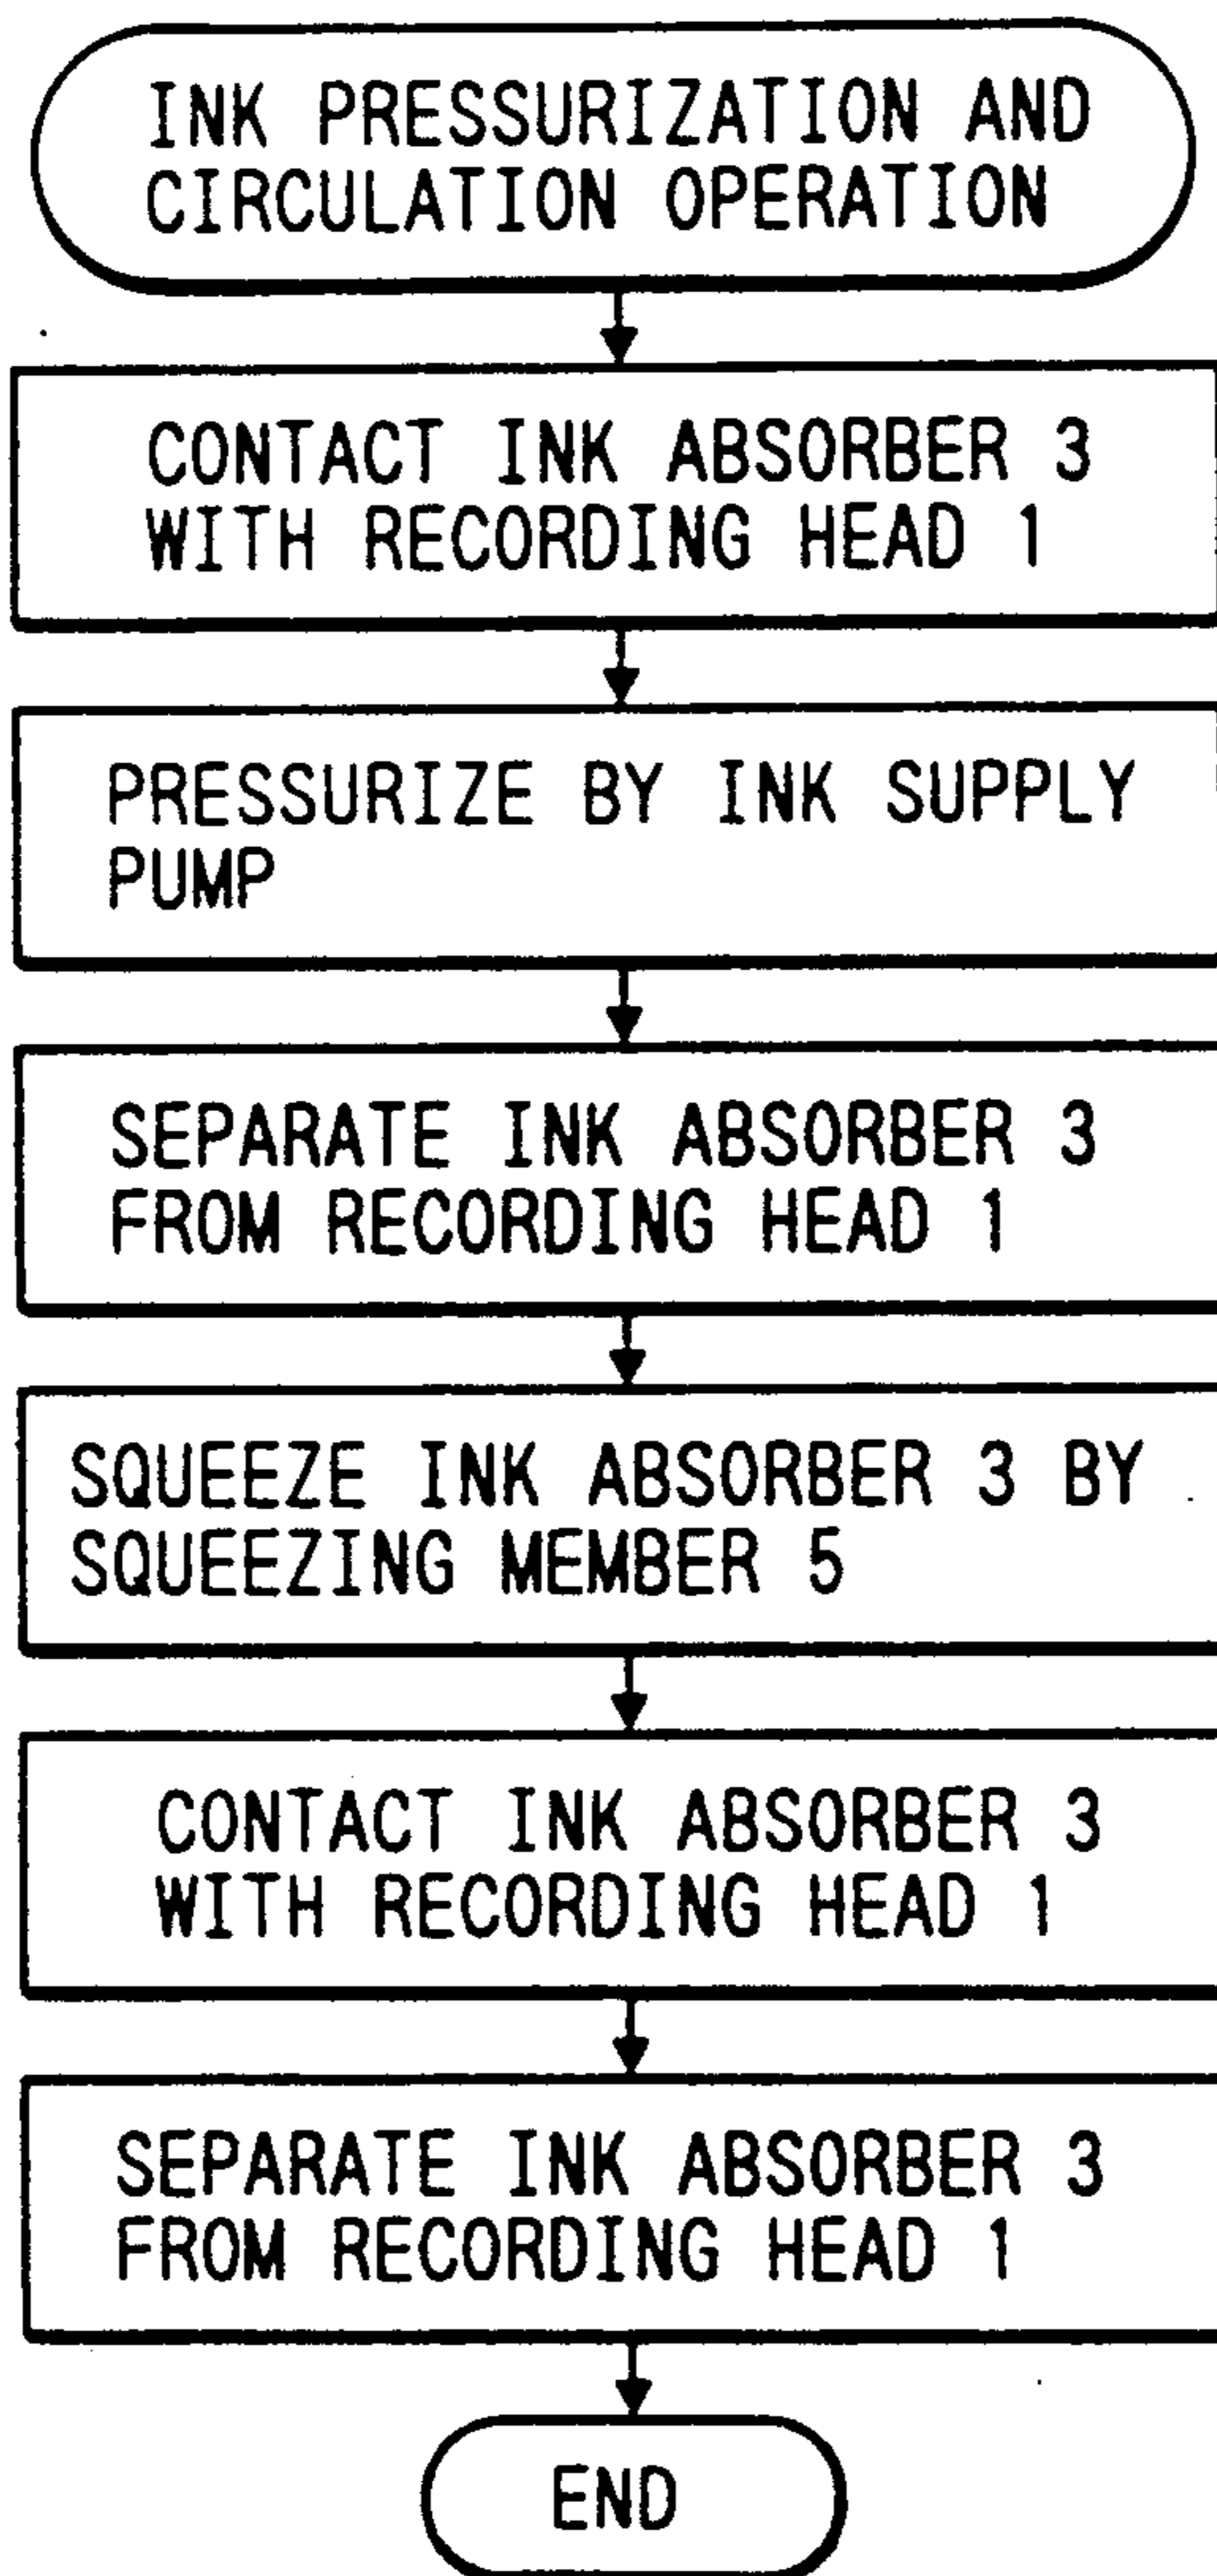 INK PRESSURIZATION AND
CIRCULATION OPERATION
CONTACT INK ABSORBER 3
WITH RECORDING HEAD 1
PRESSURIZE BY INK SUPPLY
PUMP
SEPARATE INK ABSORBER 3
FROM RECORDING HEAD 1
SQUEEZE INK ABSORBER 3 BY
SQUEEZING MEMBER 5
CONTACT INK ABSORBER 3
WITH RECORDING HEAD 1
SEPARATE INK ABSORBER 3
FROM RECORDING HEAD 1
END